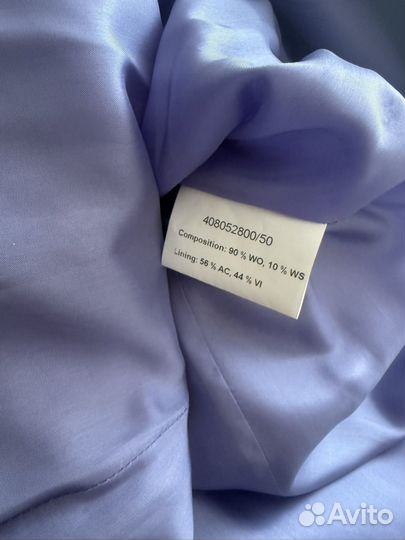 408052800/50
Composition: 90 % WO, 10 % WS
Lining: 56 % AC, 44 % VI
Avito